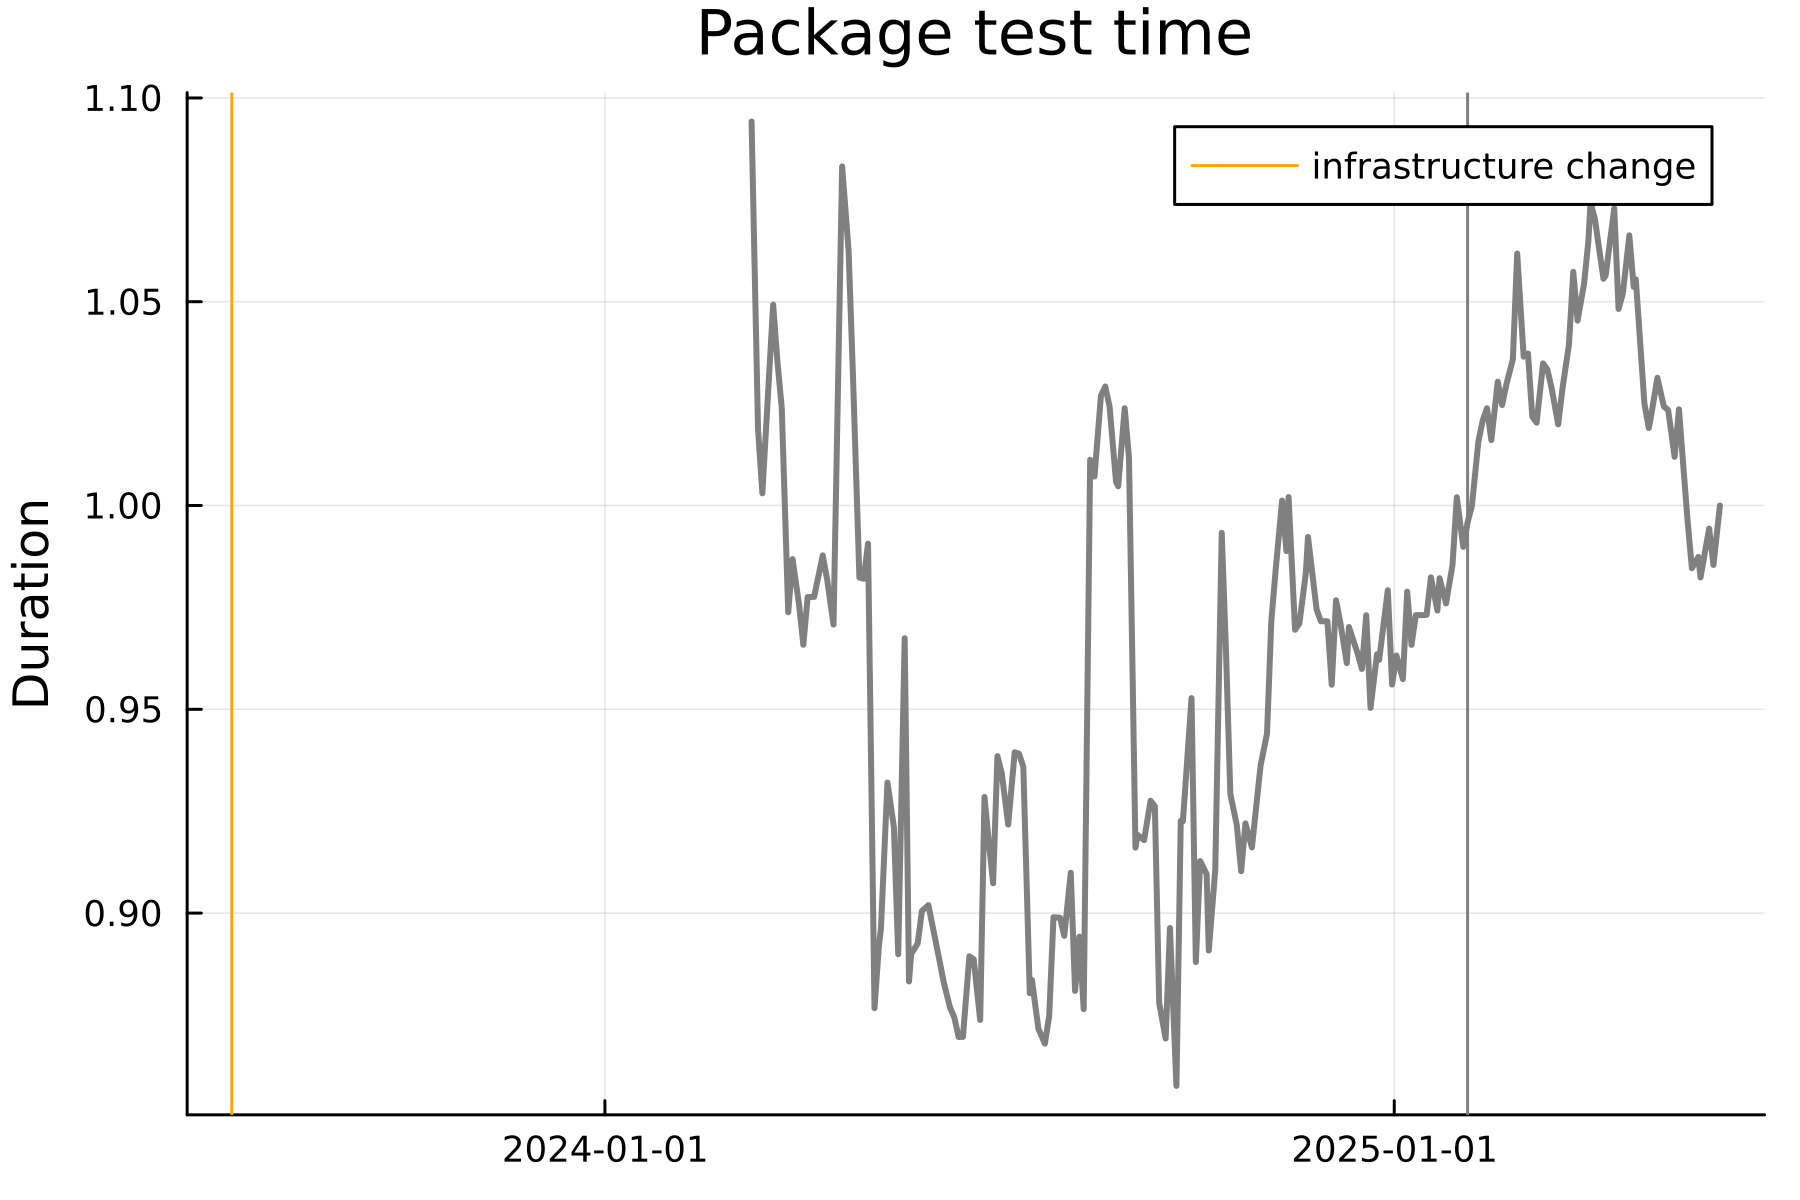 Package test time
1.10
1.05
1.00
0.95
0.90
Duration
infrastructure change
2024-01-01
2025-01-01